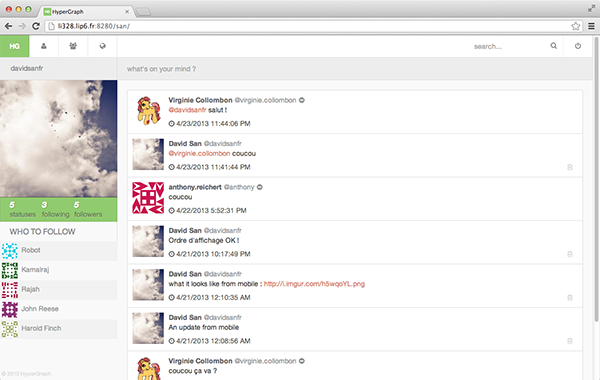 HyperGraph
li328.lip6.fr:8280/san/
HG
search...
davidsanfr
what's on your mind ?
5 3 5
statuses following followers
WHO TO FOLLOW
Robot
Kamalraj
Rajah
John Reese
Harold Finch
© 2013 HyperGraph
Virginie Collombon @virginie.collombon
@davidsanfr salut !
4/23/2013 11:44:06 PM
David San @davidsanfr
@virginie.collombon coucou
4/23/2013 11:41:44 PM
anthony.reichert @anthony
coucou
4/22/2013 5:52:31 PM
David San @davidsanfr
Ordre d'affichage OK !
4/21/2013 10:17:49 PM
David San @davidsanfr
what it looks like from mobile : http://i.imgur.com/h5wqoYL.png
4/21/2013 12:10:35 AM
David San @davidsanfr
An update from mobile
4/21/2013 12:08:56 AM
Virginie Collombon @virginie.collombon
coucou ça va ?